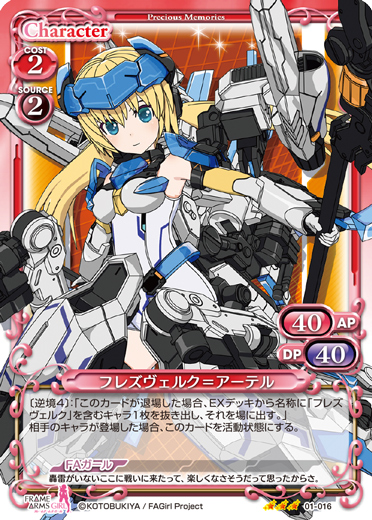 Precious Memories
Character
COST
2
SOURCE
2
40 AP
DP 40
フレズヴェルク＝アーテル
［逆境4］：「このカードが退場した場合、EXデッキから名称に「フレズ
ヴェルク」を含むキャラ1枚を抜き出し、それを場に出す。」
相手のキャラが登場した場合、このカードを活動状態にする。
FAガール
轟雷がいないここに戦いに来たって、楽しくなさそうだって思ったからさ。
FRAME
ARMS GIRL
©KOTOBUKIYA / FAGirl Project
01-016